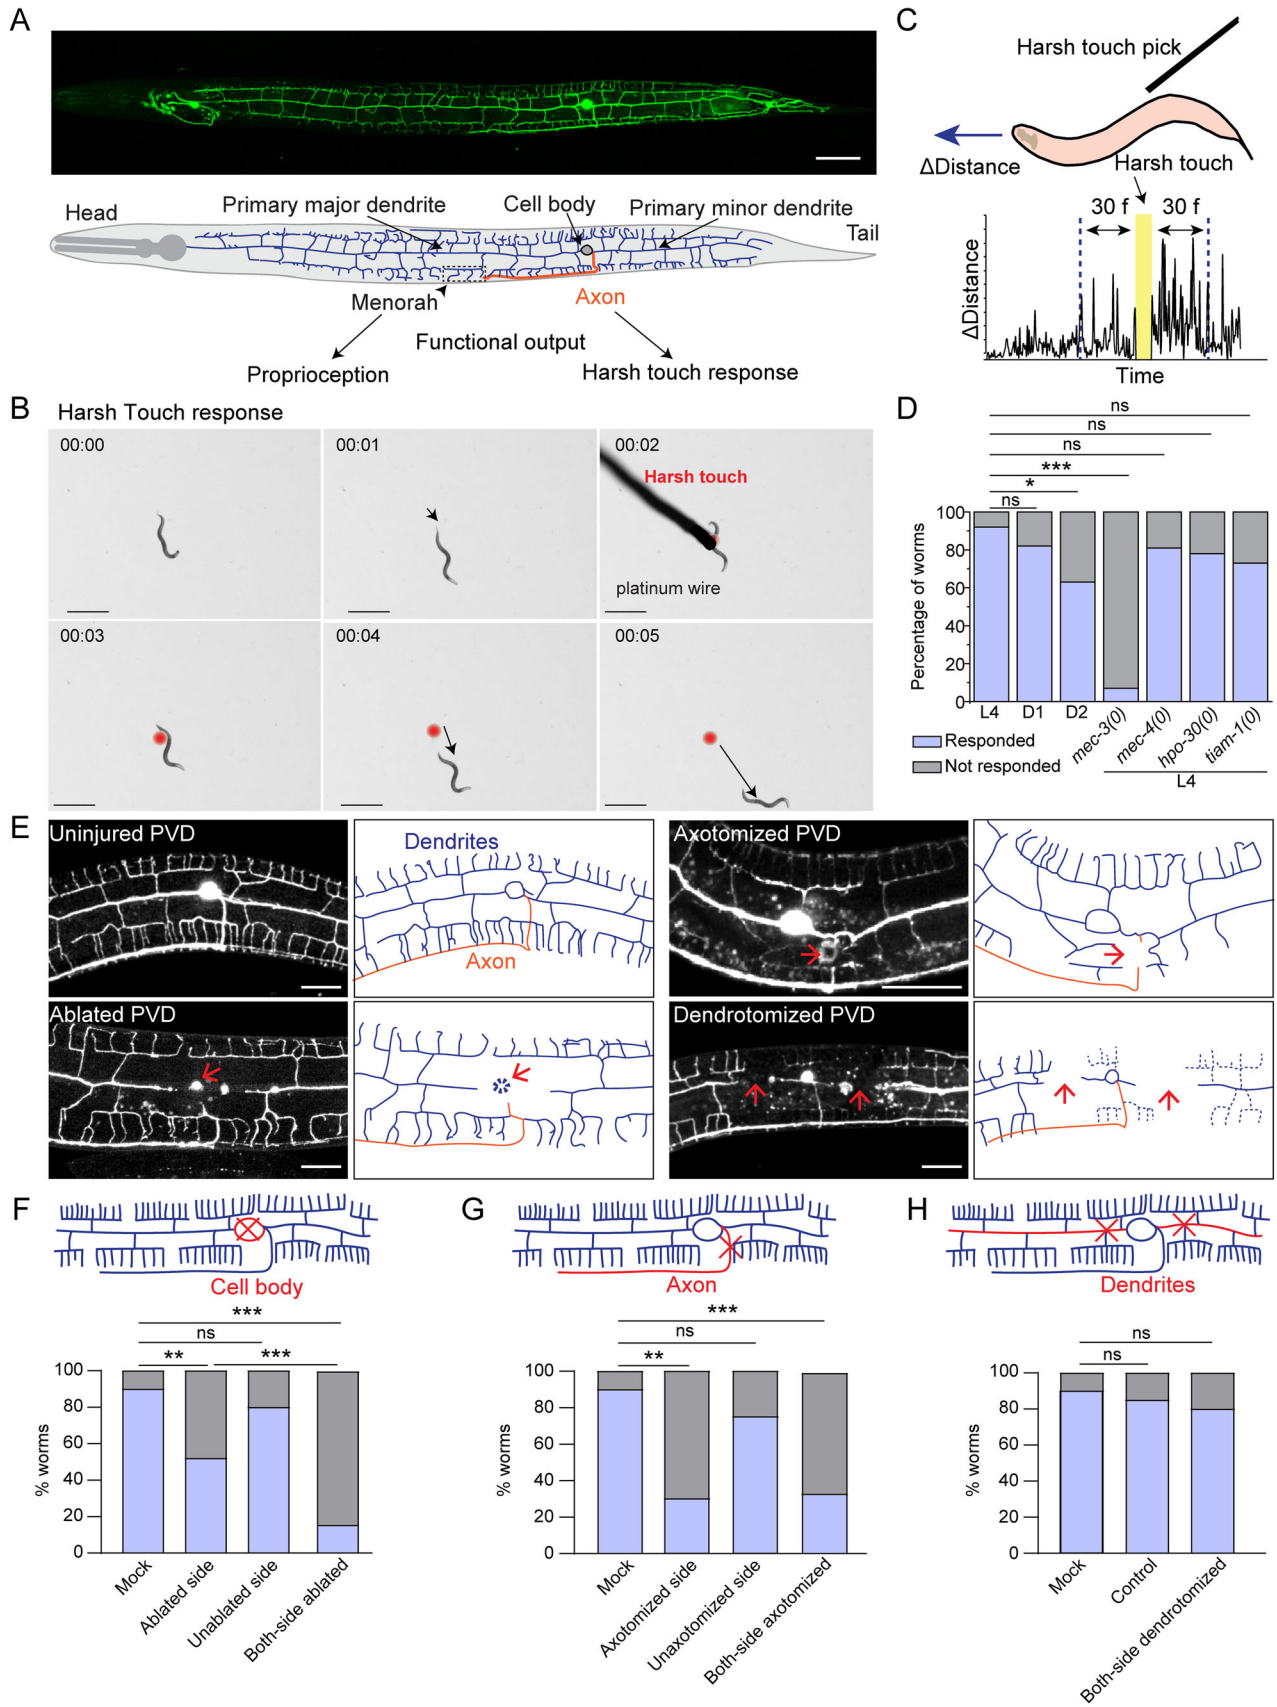 A
Head
Primary major dendrite
Cell body
Primary minor dendrite
Tail
Menorah
Axon
Functional output
Proprioception
Harsh touch response
B
Harsh Touch response
00:00
00:01
00:02
Harsh touch
platinum wire
00:03
00:04
00:05
C
Harsh touch pick
ΔDistance
Harsh touch
30 f
30 f
ΔDistance
Time
D
ns
ns
ns
***
*
ns
Percentage of worms
100
80
60
40
20
0
L4
D1
D2
mec-3(0)
mec-4(0)
hpo-30(0)
tiam-1(0)
L4
Responded
Not responded
E
Uninjured PVD
Dendrites
Axon
Axotomized PVD
Ablated PVD
Dendrotomized PVD
F
Cell body
***
ns
**
***
% worms
100
80
60
40
20
0
Mock
Ablated side
Unablated side
Both-side ablated
G
Axon
***
ns
**
% worms
100
80
60
40
20
0
Mock
Axotomized side
Unaxotomized side
Both-side axotomized
H
Dendrites
ns
ns
% worms
100
80
60
40
20
0
Mock
Control
Both-side dendrotomized